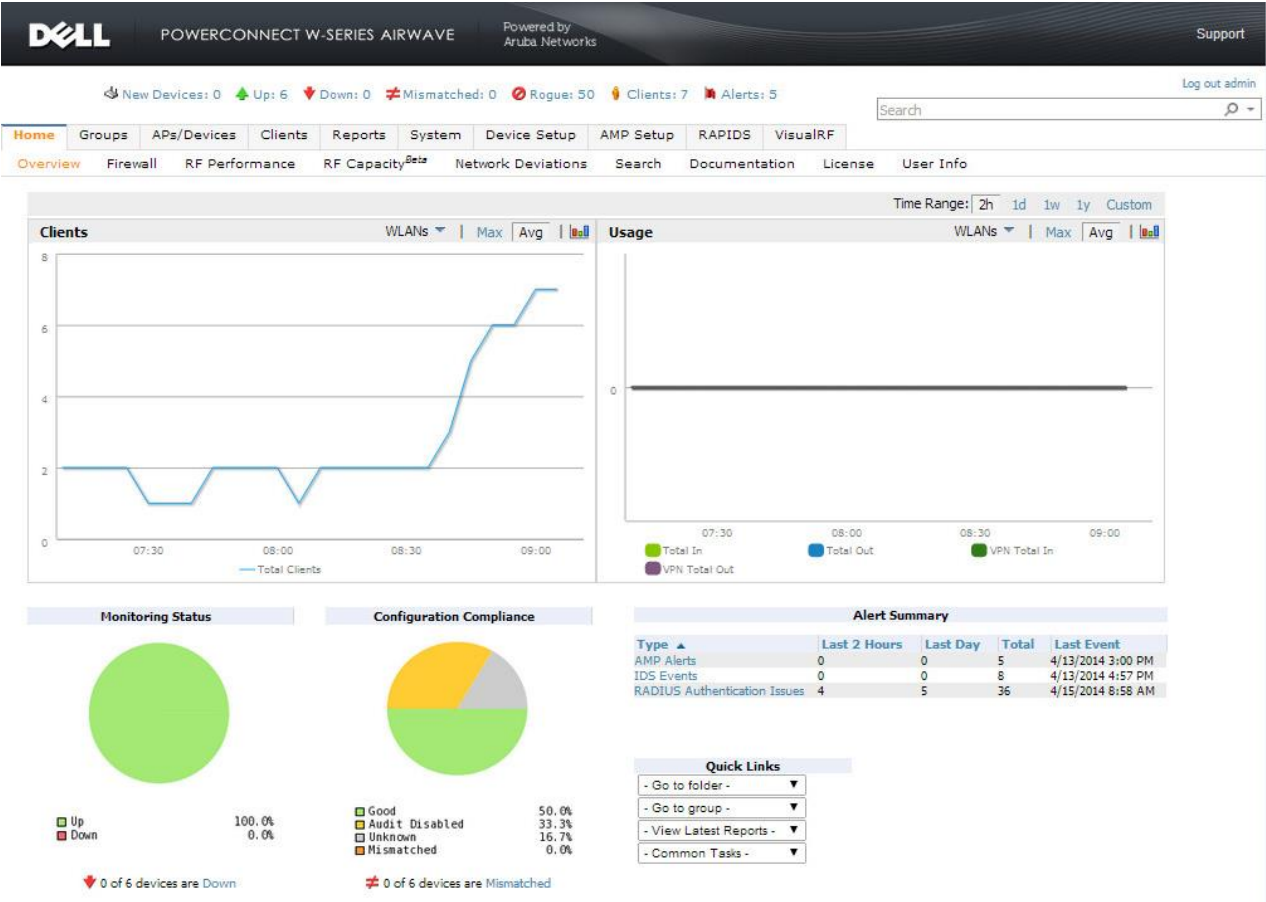 DELL POWERCONNECT W-SERIES AIRWAVE Powered by
Aruba Networks
Support
Log out admin
New Devices: 0 Up: 6 Down: 0 Mismatched: 0 Rogue: 50 Clients: 7 Alerts: 5
Search
Home Groups APs/Devices Clients Reports System Device Setup AMP Setup RAPIDS VisualRF
Overview Firewall RF Performance RF Capacity Beta Network Deviations Search Documentation License User Info
Time Range: 2h 1d 1w 1y Custom
Clients WLANs | Max Avg |
8
6
4
2
0
07:30 08:00 08:30 09:00
Total Clients
Usage WLANs | Max Avg |
0
07:30 08:00 08:30 09:00
Total In Total Out VPN Total In
VPN Total Out
Monitoring Status
Up 100.0%
Down 0.0%
0 of 6 devices are Down
Configuration Compliance
Good 50.0%
Audit Disabled 33.3%
Unknown 16.7%
Mismatched 0.0%
0 of 6 devices are Mismatched
Alert Summary
Type Last 2 Hours Last Day Total Last Event
AMP Alerts 0 0 5 4/13/2014 3:00 PM
IDS Events 0 0 8 4/13/2014 4:57 PM
RADIUS Authentication Issues 4 5 36 4/15/2014 8:58 AM
Quick Links
- Go to folder -
- Go to group -
- View Latest Reports -
- Common Tasks -